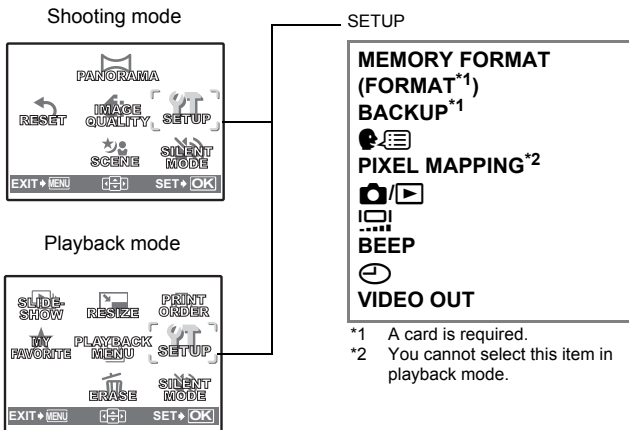 Shooting mode
PANORAMA
RESET
IMAGE
QUALITY
SETUP
SCENE
SILENT
MODE
EXIT MENU
SET OK
Playback mode
SLIDE-
SHOW
RESIZE
PRINT
ORDER
MY
FAVORITE
PLAYBACK
MENU
SETUP
ERASE
SILENT
MODE
EXIT MENU
SET OK
SETUP
MEMORY FORMAT
(FORMAT*1)
BACKUP*1
PIXEL MAPPING*2
/
BEEP
VIDEO OUT
*1 A card is required.
*2 You cannot select this item in
playback mode.